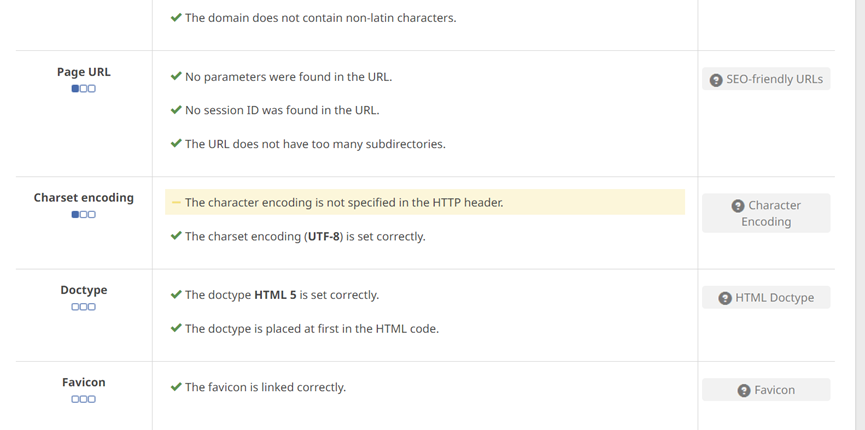 The domain does not contain non-latin characters.
Page URL
No parameters were found in the URL.
SEO-friendly URLs
No session ID was found in the URL.
The URL does not have too many subdirectories.
Charset encoding
The character encoding is not specified in the HTTP header.
Character
Encoding
The charset encoding (UTF-8) is set correctly.
Doctype
The doctype HTML 5 is set correctly.
HTML Doctype
The doctype is placed at first in the HTML code.
Favicon
The favicon is linked correctly.
Favicon